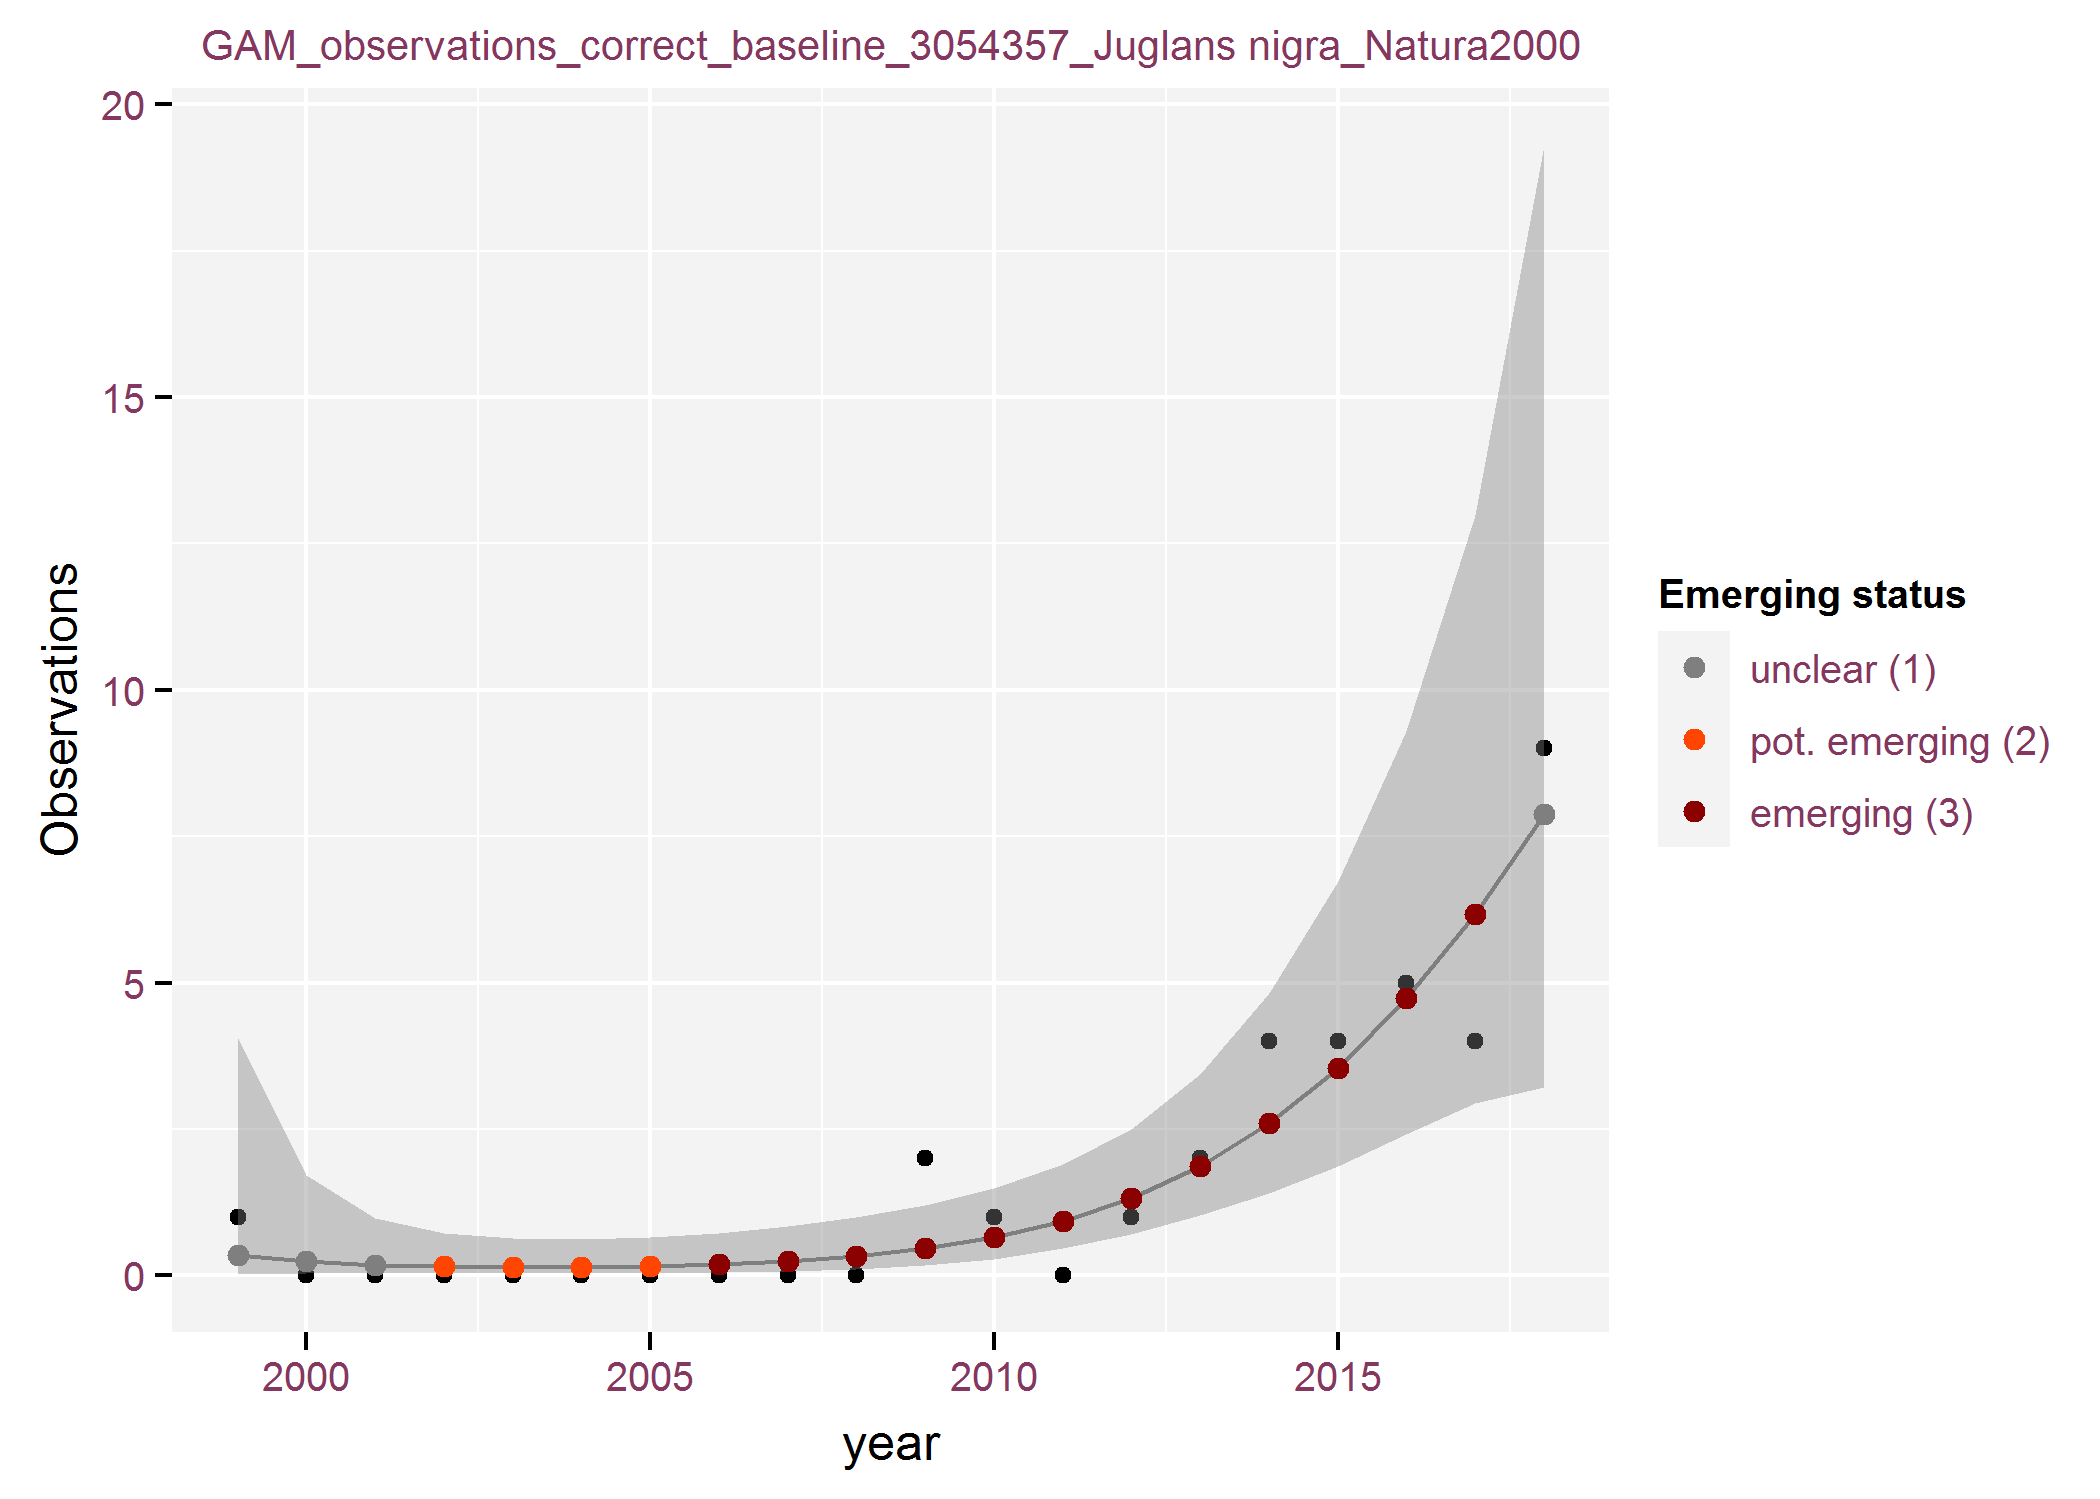 GAM_observations_correct_baseline_3054357_Juglans nigra_Natura2000
20
15
10
5
0
Observations
2000
2005
2010
2015
year
Emerging status
unclear (1)
pot. emerging (2)
emerging (3)